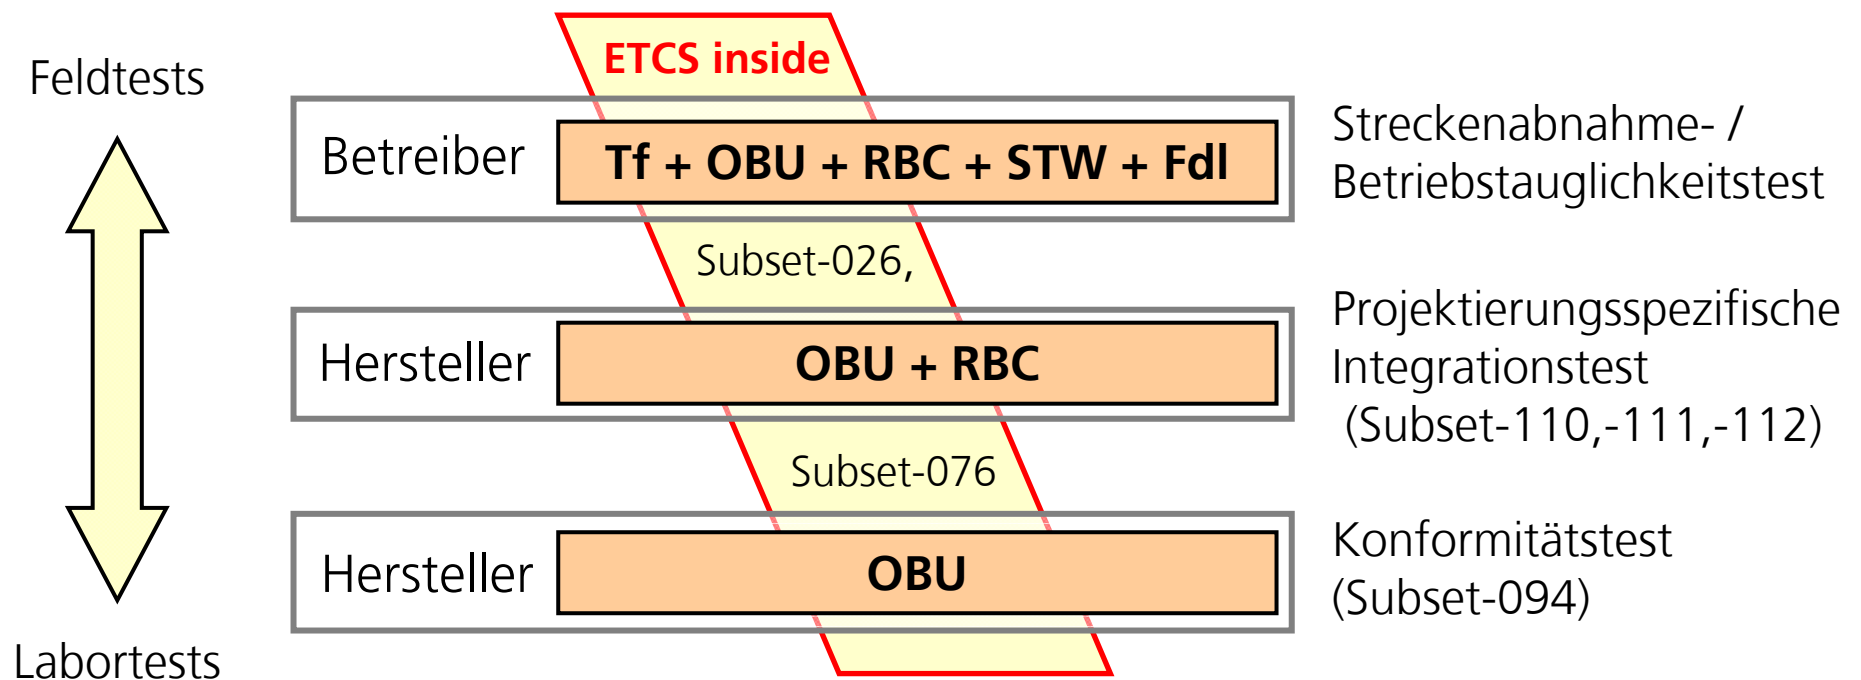 ETCS inside
Feldtests
Betreiber
Tf + OBU + RBC + STW + Fdl
Streckenabnahme- /
Betriebstauglichkeitstest
Subset-026,
Hersteller
OBU + RBC
Projektierungsspezifische
Integrationstest
(Subset-110,-111,-112)
Subset-076
Hersteller
OBU
Konformitätstest
(Subset-094)
Labortests